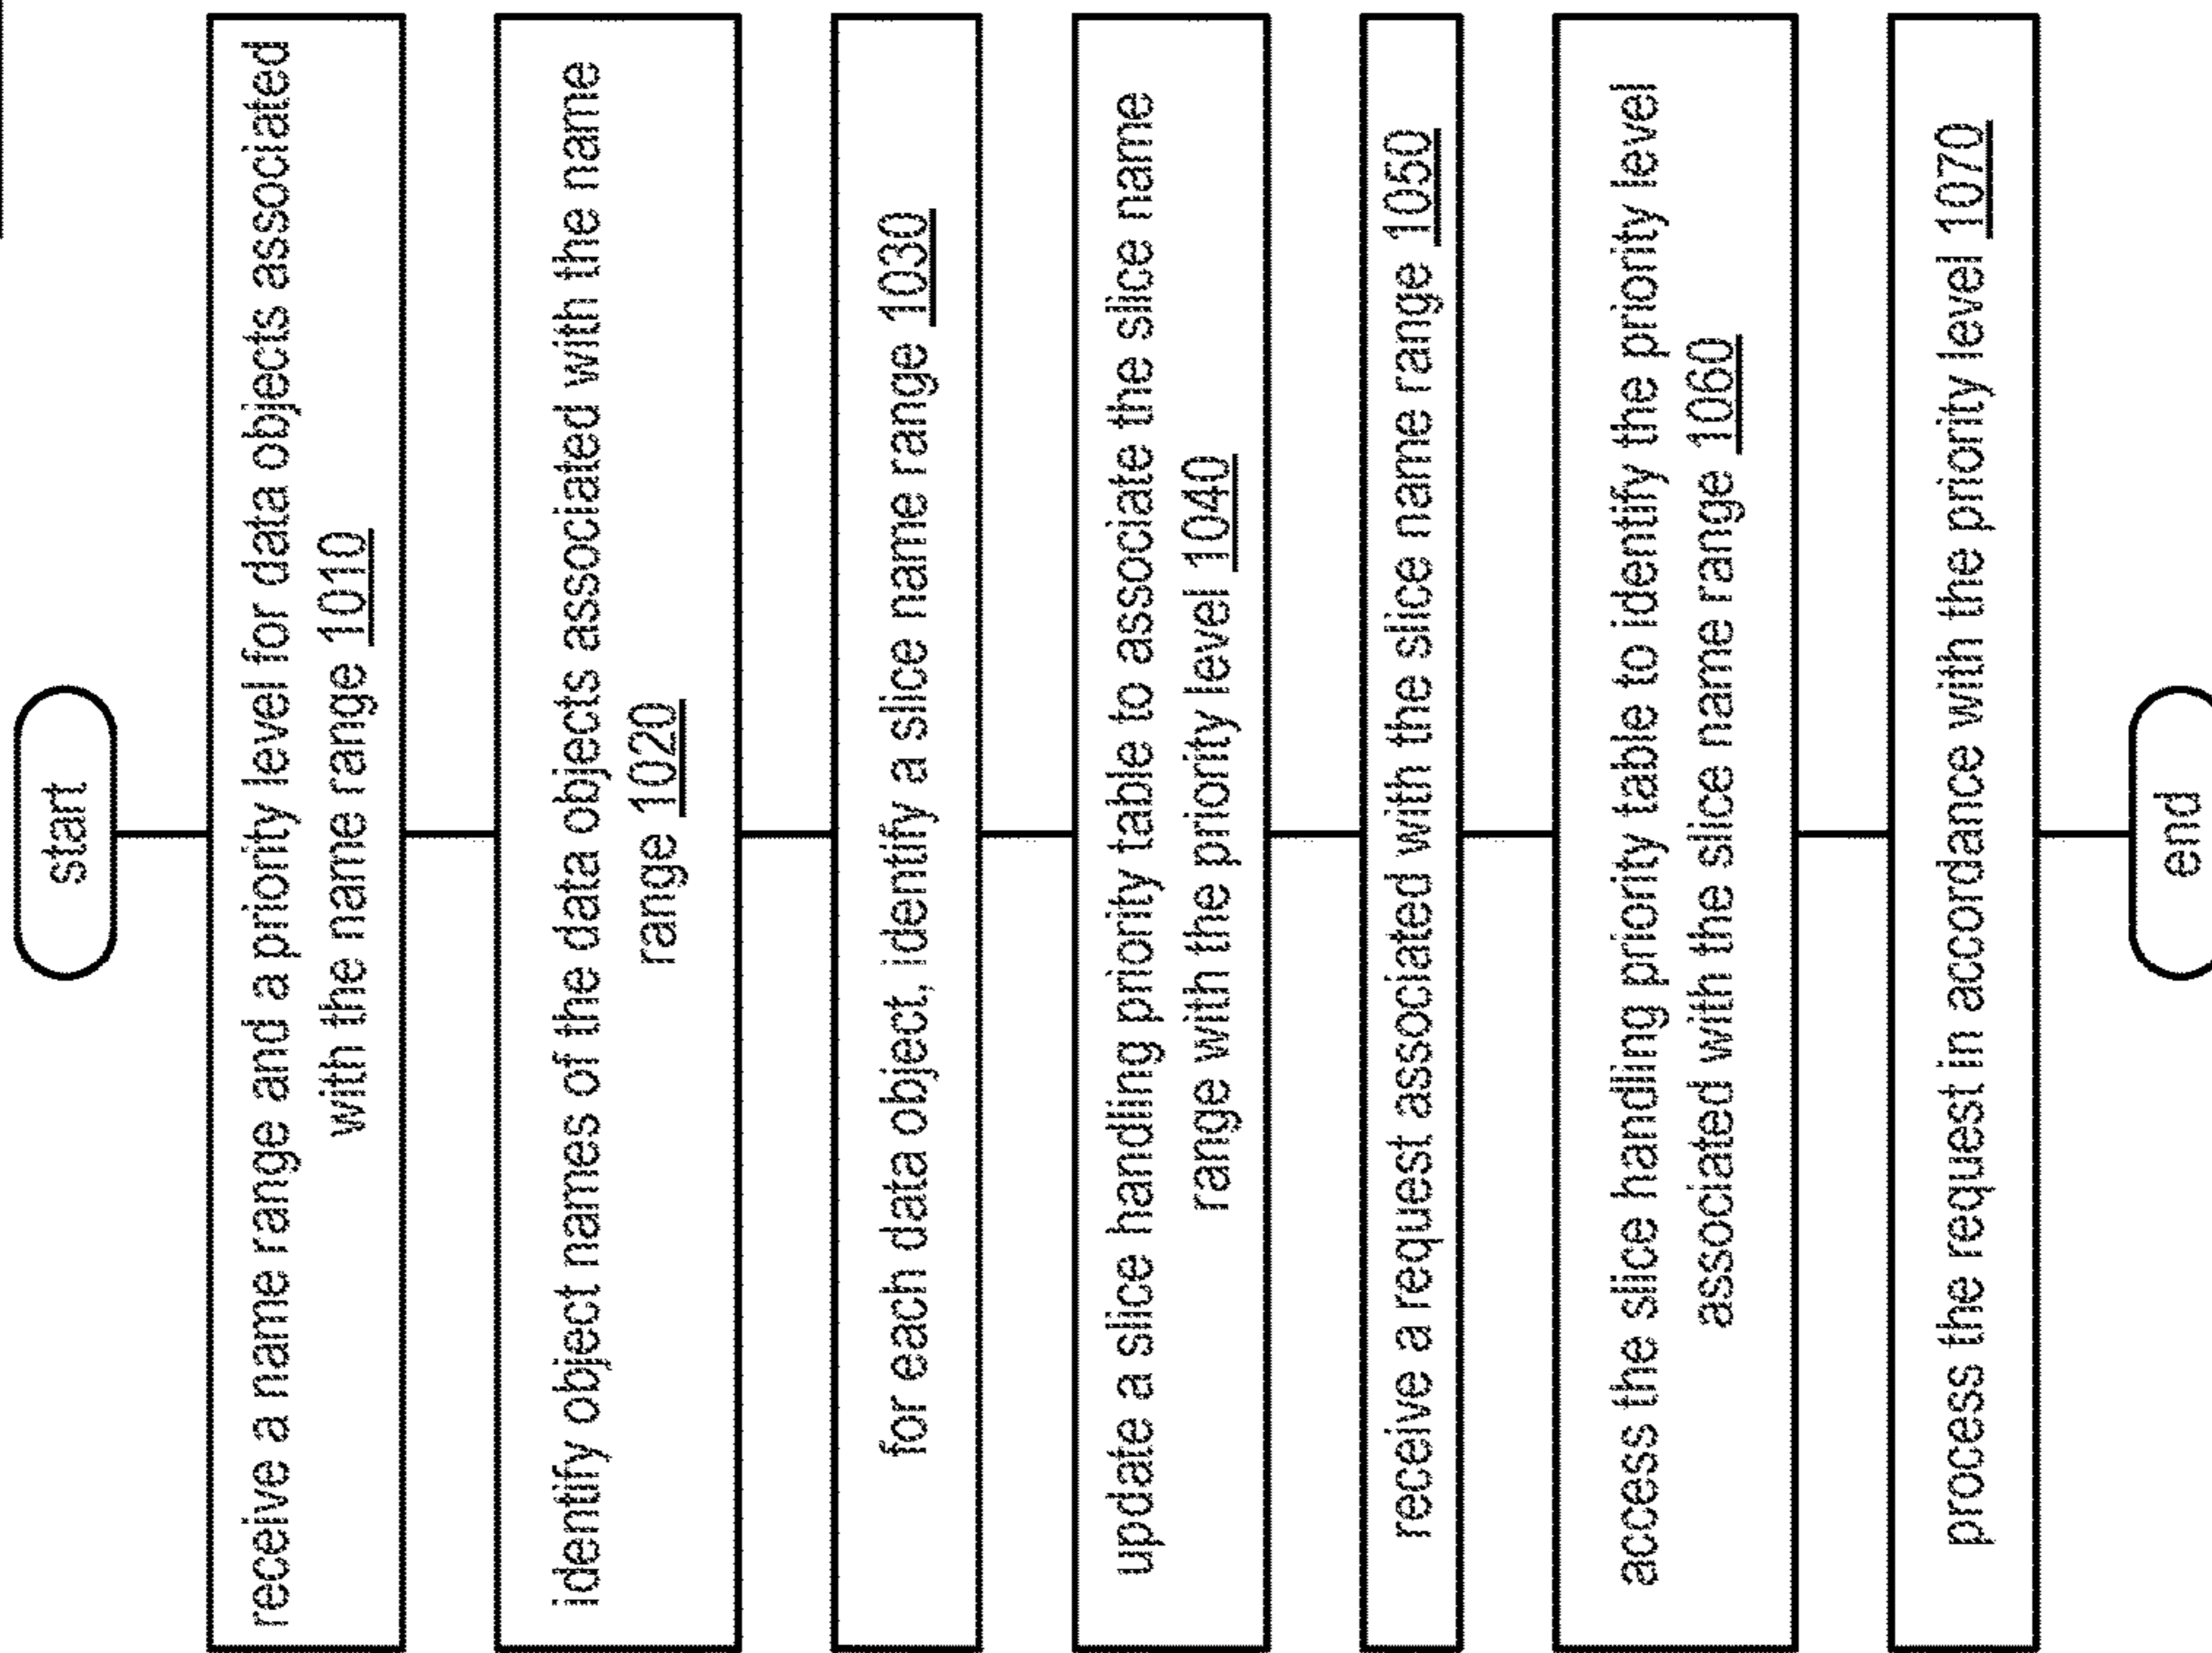 start
receive a name range and a priority level for data objects associated
with the name range 1010
identify object names of the data objects associated with the name
range 1020
for each data object, identify a slice name range 1030
update a slice handling priority table to associate the slice name
range with the priority level 1040
receive a request associated with the slice name range 1050
access the slice handling priority table to identify the priority level
associated with the slice name range 1060
process the request in accordance with the priority level 1070
end